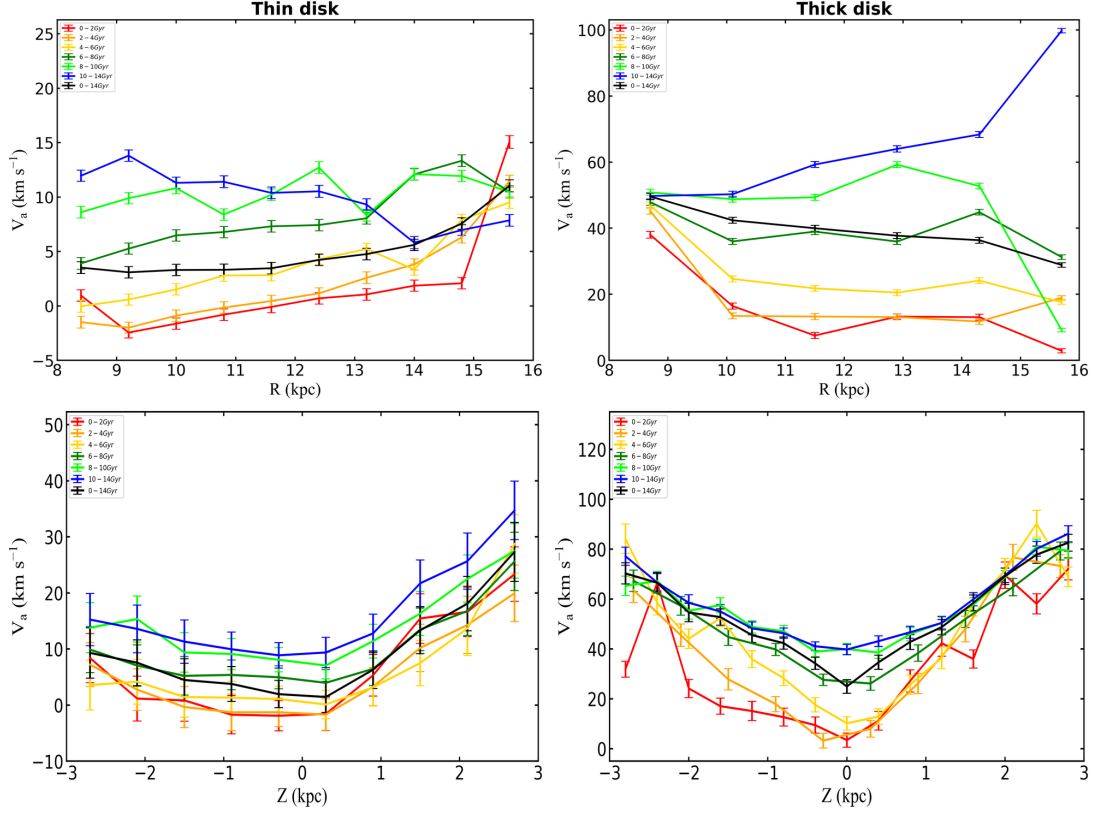 Thin disk
25
20
15
10
5
0
−5
Vₐ (km s⁻¹)
0−2Gyr
2−4Gyr
4−6Gyr
6−8Gyr
8−10Gyr
10−14Gyr
0−14Gyr
8 9 10 11 12 13 14 15 16
R (kpc)
Thick disk
100
80
60
40
20
0
Vₐ (km s⁻¹)
0−2Gyr
2−4Gyr
4−6Gyr
6−8Gyr
8−10Gyr
10−14Gyr
0−14Gyr
8 9 10 11 12 13 14 15 16
R (kpc)
50
40
30
20
10
0
−10
Vₐ (km s⁻¹)
0−2Gyr
2−4Gyr
4−6Gyr
6−8Gyr
8−10Gyr
10−14Gyr
0−14Gyr
−3 −2 −1 0 1 2 3
Z (kpc)
120
100
80
60
40
20
0
Vₐ (km s⁻¹)
0−2Gyr
2−4Gyr
4−6Gyr
6−8Gyr
8−10Gyr
10−14Gyr
0−14Gyr
−3 −2 −1 0 1 2 3
Z (kpc)